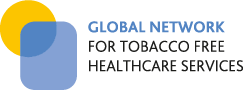 GLOBAL NETWORK
FOR TOBACCO FREE
HEALTHCARE SERVICES